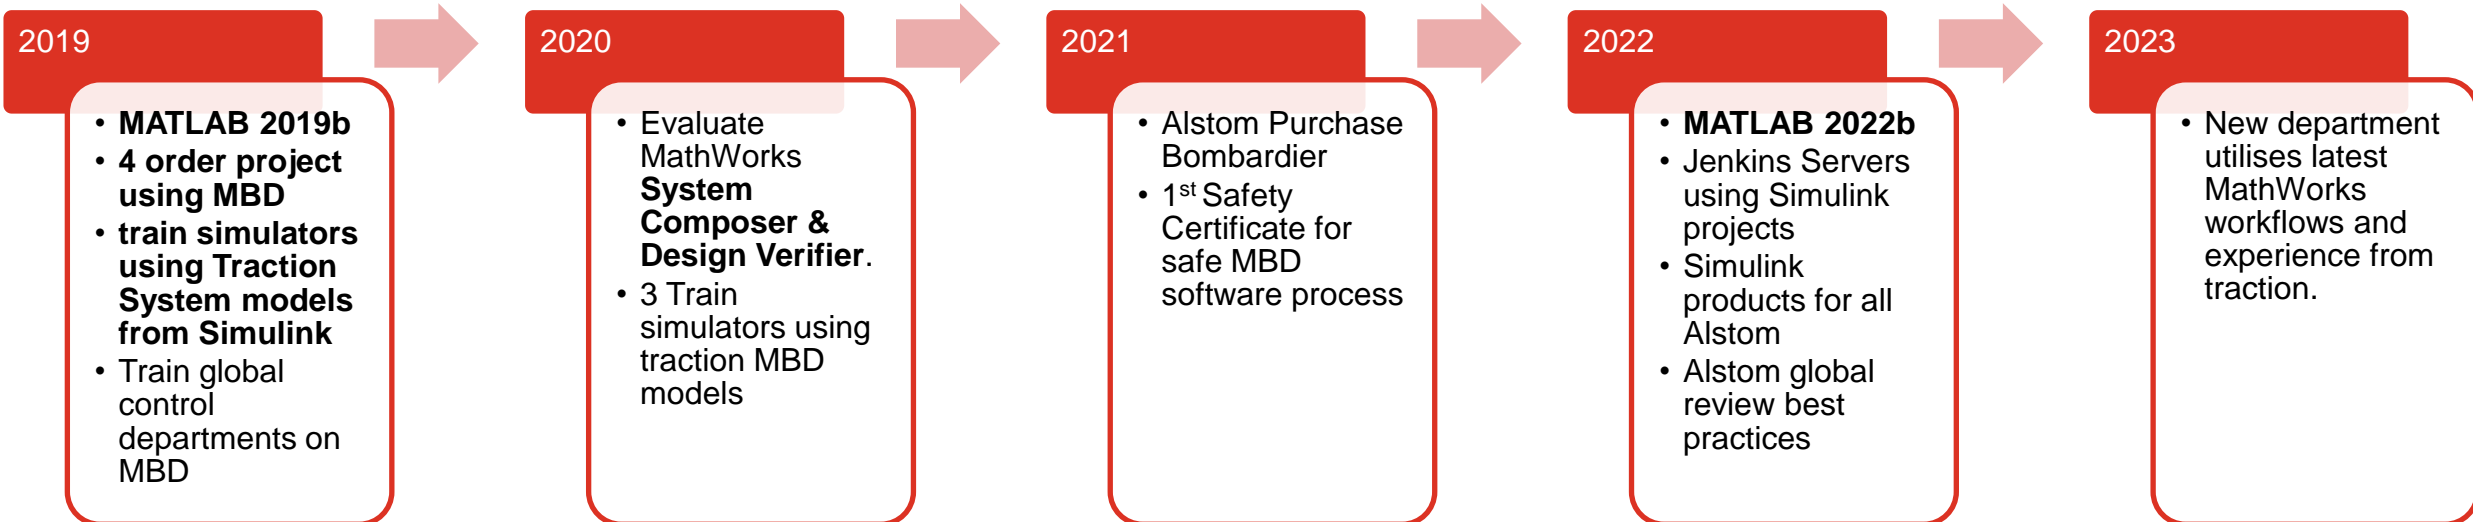 2019
• MATLAB 2019b
• 4 order project
using MBD
• train simulators
using Traction
System models
from Simulink
• Train global
control
departments on
MBD
2020
• Evaluate
MathWorks
System
Composer &
Design Verifier.
• 3 Train
simulators using
traction MBD
models
2021
• Alstom Purchase
Bombardier
• 1st Safety
Certificate for
safe MBD
software process
2022
• MATLAB 2022b
• Jenkins Servers
using Simulink
projects
• Simulink
products for all
Alstom
• Alstom global
review best
practices
2023
• New department
utilises latest
MathWorks
workflows and
experience from
traction.